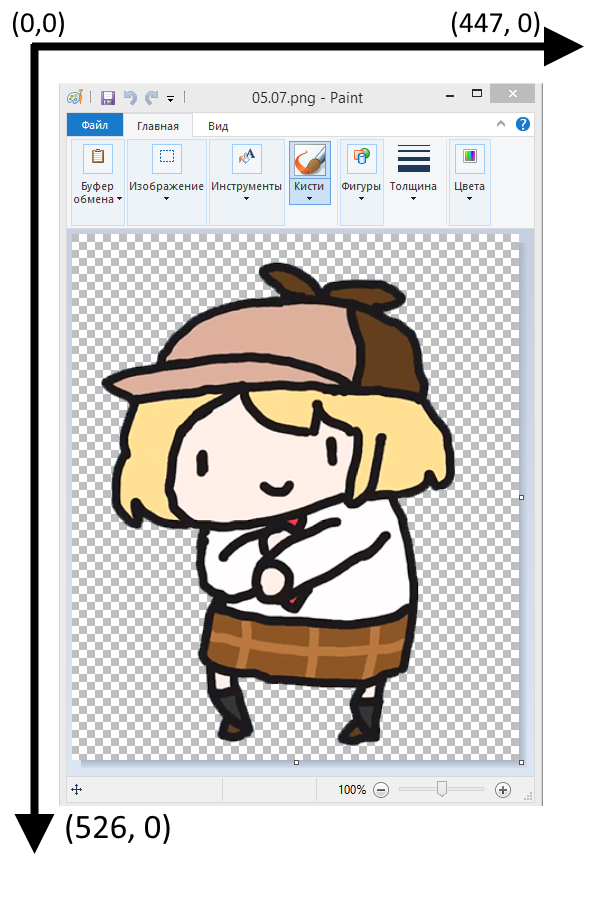 (0,0)
(447, 0)
05.07.png - Paint
Файл
Главная
Вид
Буфер
обмена
Изображение
Инструменты
Кисти
Фигуры
Толщина
Цвета
100%
(526, 0)